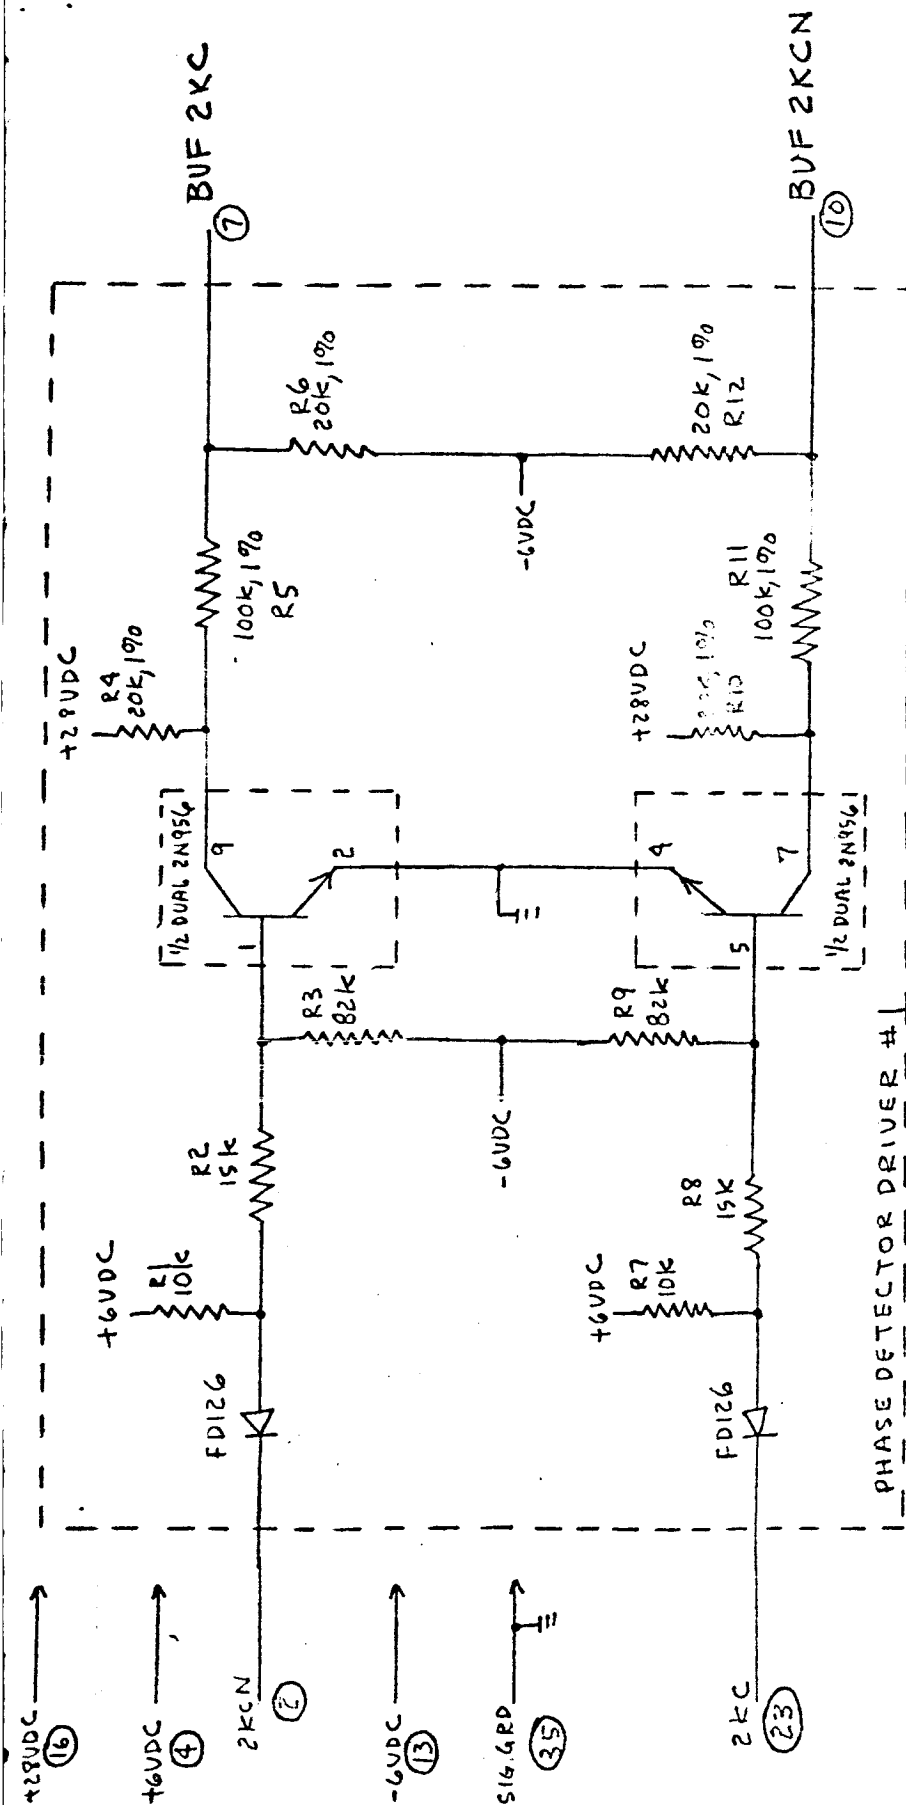 +28VDC
16
+6VDC
4
2KCN
2
-6VDC
13
SIG.GRD
35
2KC
23
FD126
+6VDC
R1
10K
R2
15K
R3
82K
-6VDC
1/2 DUAL 2N956
1
9
2
+28VDC
R4
20K, 1%
100K, 1%
R5
R6
20K, 1%
-6VDC
BUF 2KC
7
FD126
+6VDC
R7
10K
R8
15K
R9
82K
1/2 DUAL 2N956
5
4
7
+28VDC
1%
R10
R11
100K, 1%
20K, 1%
R12
BUF 2KCN
10
PHASE DETECTOR DRIVER #1